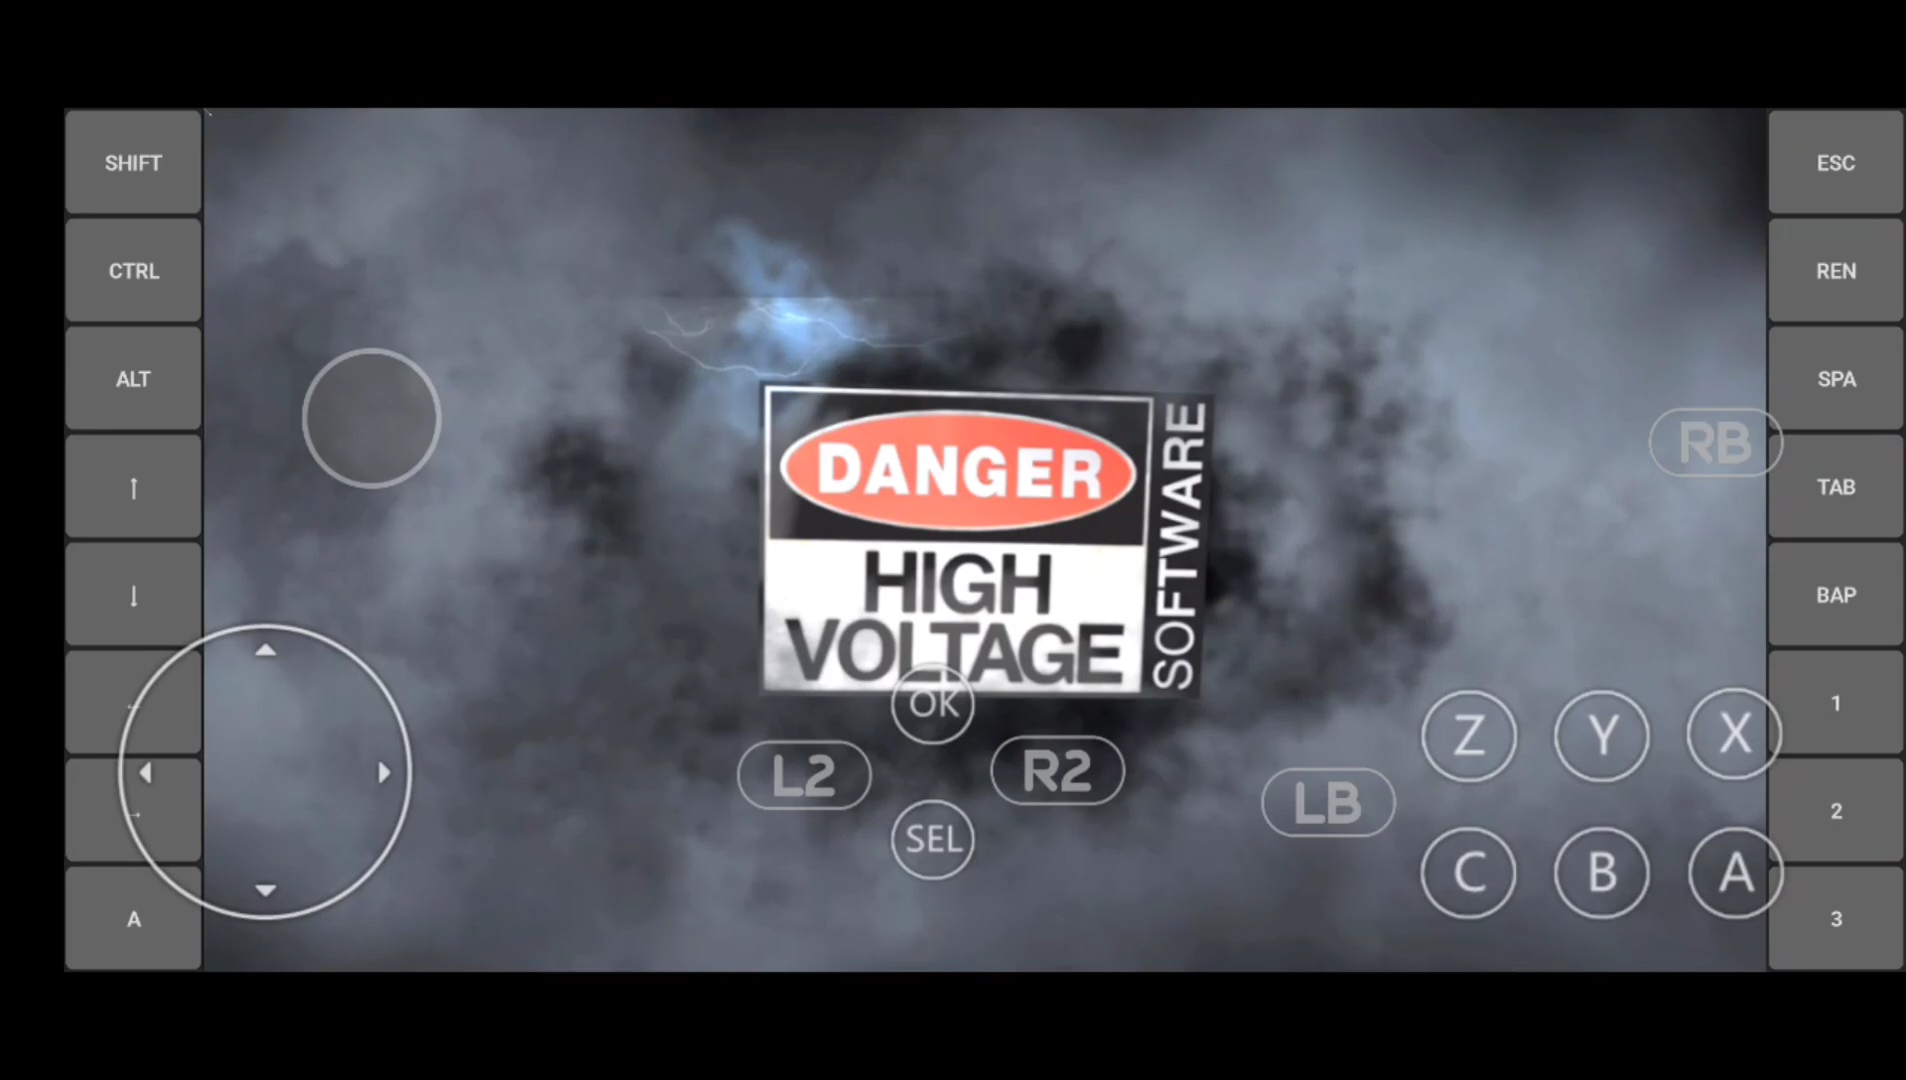 SHIFT
CTRL
ALT
↑
↓
←
→
A
DANGER
HIGH
VOLTAGE
SOFTWARE
OK
L2
R2
SEL
LB
RB
Z
Y
X
C
B
A
ESC
REN
SPA
TAB
BAP
1
2
3